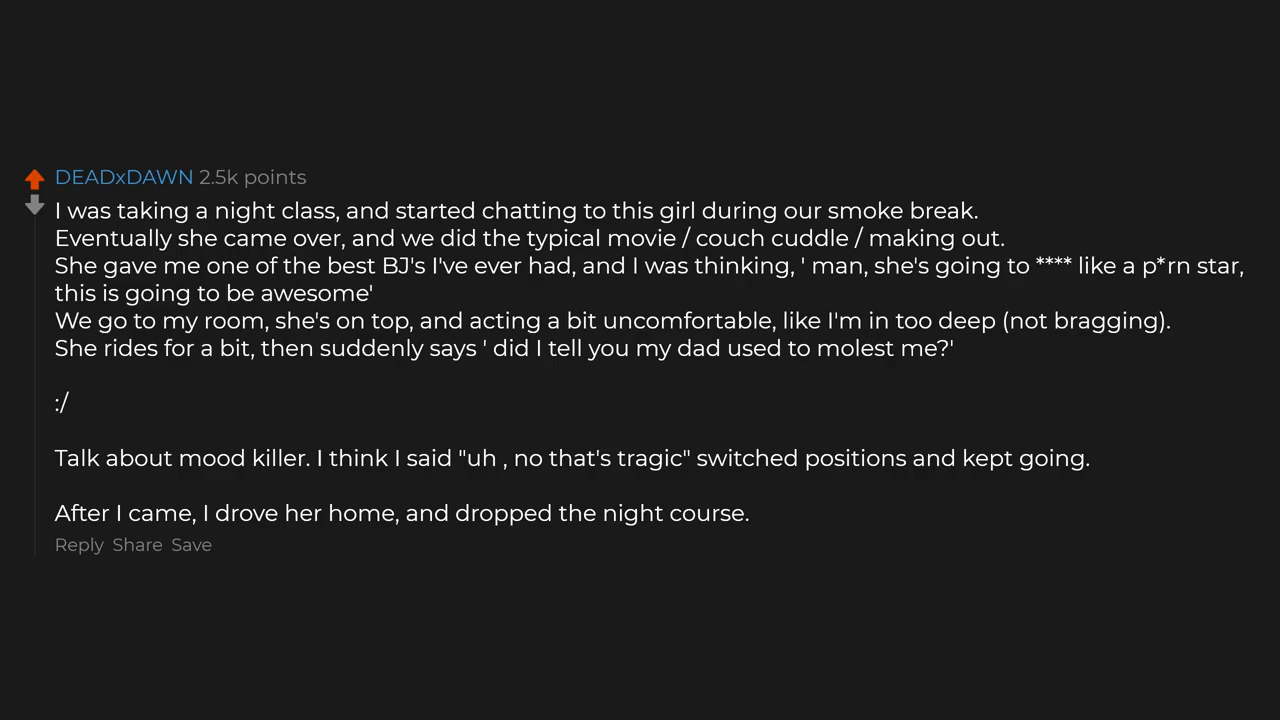 DEADxDAWN 2.5k points
I was taking a night class, and started chatting to this girl during our smoke break.
Eventually she came over, and we did the typical movie / couch cuddle / making out.
She gave me one of the best BJ's I've ever had, and I was thinking, ' man, she's going to **** like a p*rn star,
this is going to be awesome'
We go to my room, she's on top, and acting a bit uncomfortable, like I'm in too deep (not bragging).
She rides for a bit, then suddenly says ' did I tell you my dad used to molest me?'
:/
Talk about mood killer. I think I said "uh , no that's tragic" switched positions and kept going.
After I came, I drove her home, and dropped the night course.
Reply Share Save